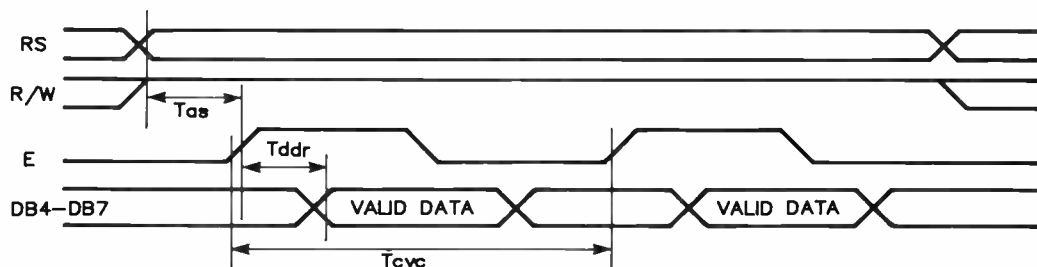 RS
R/W
Tas
E
Tddr
DB4-DB7 VALID DATA VALID DATA
Tcyc